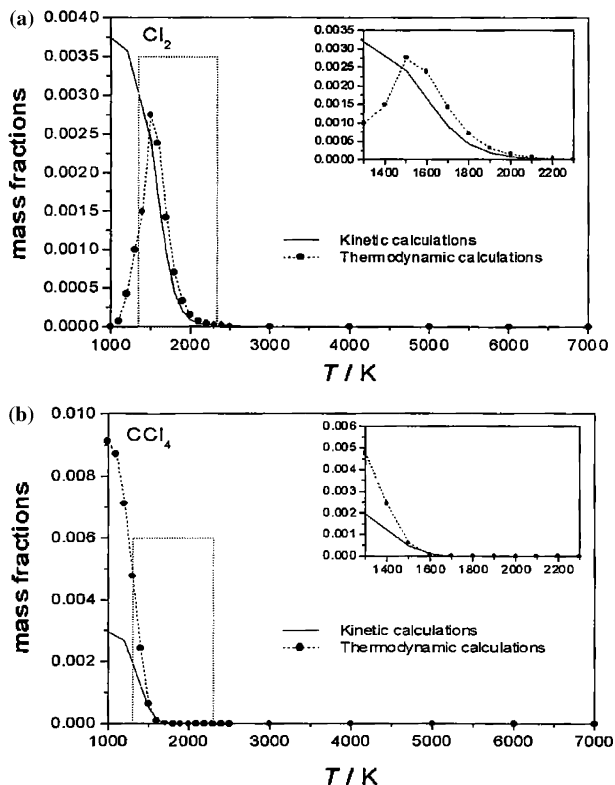 (a)
Cl2
mass fractions
0.0040
0.0035
0.0030
0.0025
0.0020
0.0015
0.0010
0.0005
0.0000
1000 2000 3000 4000 5000 6000 7000
T / K
0.0035
0.0030
0.0025
0.0020
0.0015
0.0010
0.0005
0.0000
1400 1600 1800 2000 2200
Kinetic calculations
Thermodynamic calculations
(b)
CCl4
mass fractions
0.010
0.008
0.006
0.004
0.002
0.000
1000 2000 3000 4000 5000 6000 7000
T / K
0.006
0.005
0.004
0.003
0.002
0.001
0.000
1400 1600 1800 2000 2200
Kinetic calculations
Thermodynamic calculations